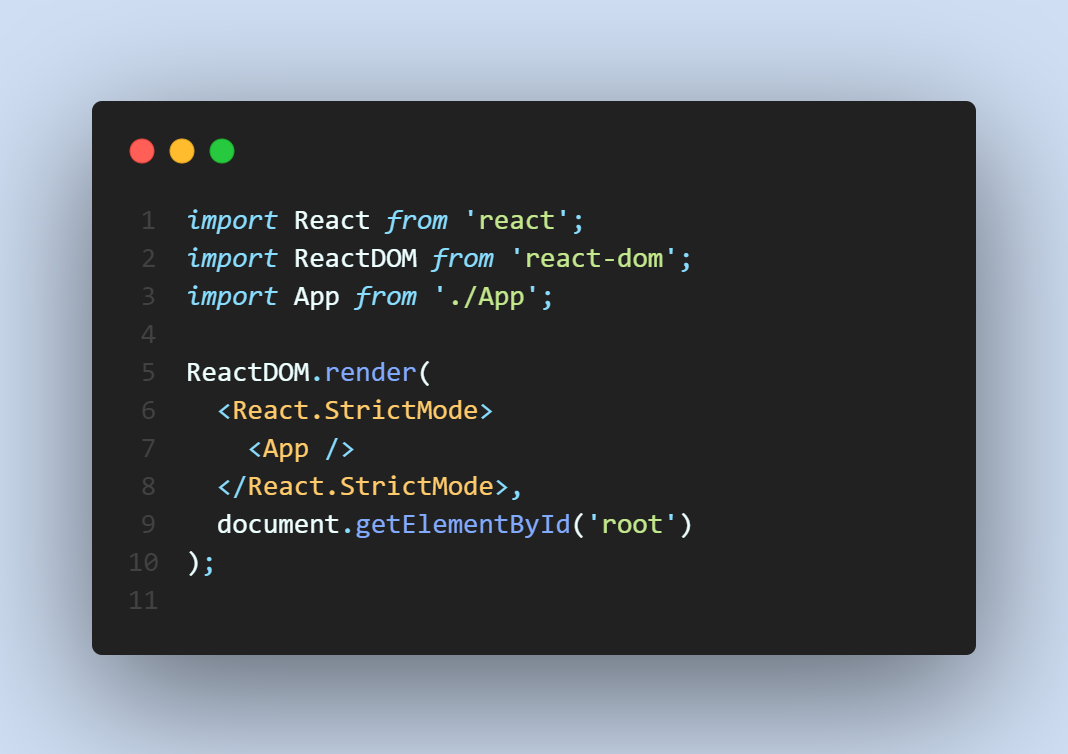 1 import React from 'react';
2 import ReactDOM from 'react-dom';
3 import App from './App';
4
5 ReactDOM.render(
6   <React.StrictMode>
7     <App />
8   </React.StrictMode>,
9   document.getElementById('root')
10 );
11